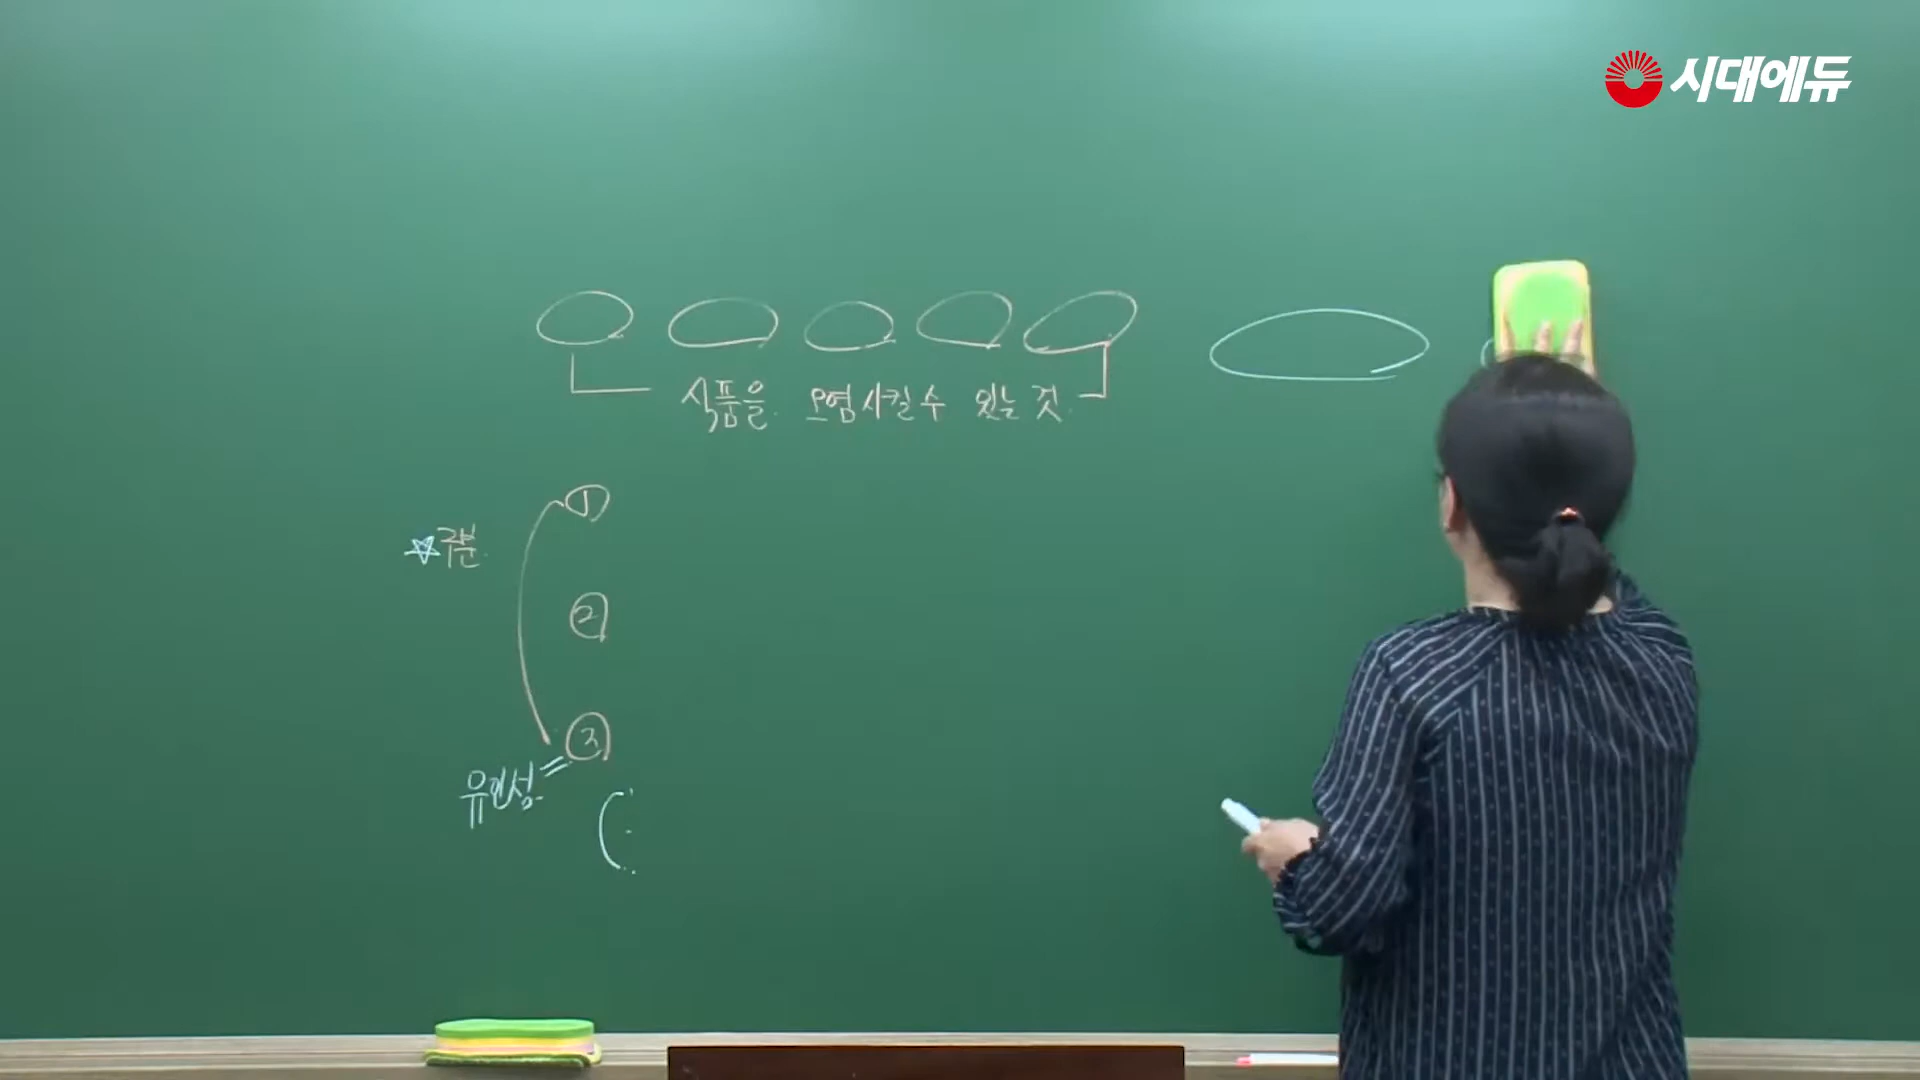 시대에듀
식품을 오염시킬 수 있는 것.
①
☆구분.
②
③
유인성